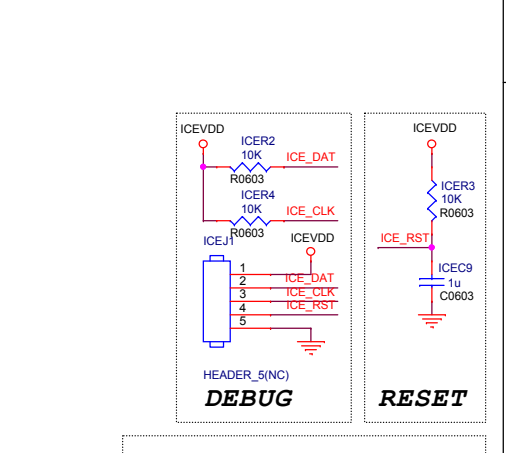 ICEVDD
ICER2
10K
ICE_DAT
R0603
ICER4
10K
ICE_CLK
R0603
ICEJ1
ICEVDD
1
2
3
4
5
ICE_DAT
ICE_CLK
ICE_RST
HEADER_5(NC)
DEBUG
ICEVDD
ICER3
10K
R0603
ICE_RST
ICEC9
1u
C0603
RESET